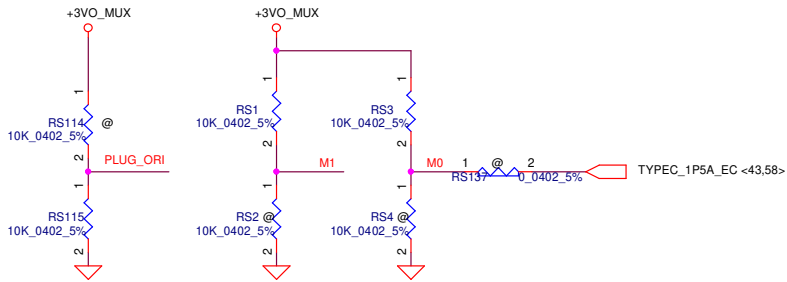 +3VO_MUX
+3VO_MUX
1
RS114
@
10K_0402_5%
2
PLUG_ORI
1
RS115
10K_0402_5%
2
1
RS1
10K_0402_5%
2
M1
1
RS2
@
10K_0402_5%
2
1
RS3
10K_0402_5%
2
M0
1
@
2
RS137
0_0402_5%
TYPEC_1P5A_EC <43,58>
1
RS4
@
10K_0402_5%
2